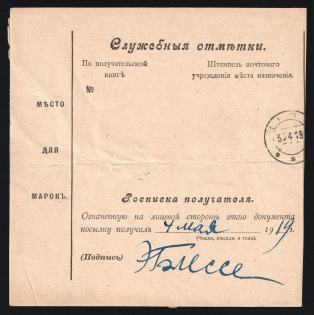 Служебныя отмѣтки.
По получательской книгѣ
Штемпель почтоваго учрежденія мѣста назначенія.
№
МѢСТО
ДЛЯ
МАРОКЪ.
Росписка получателя.
Означенную на лицевой сторонѣ этого документа
посылку получилъ 4 мая 1919 г.
(Число, мѣсяцъ и годъ)
(Подпись)